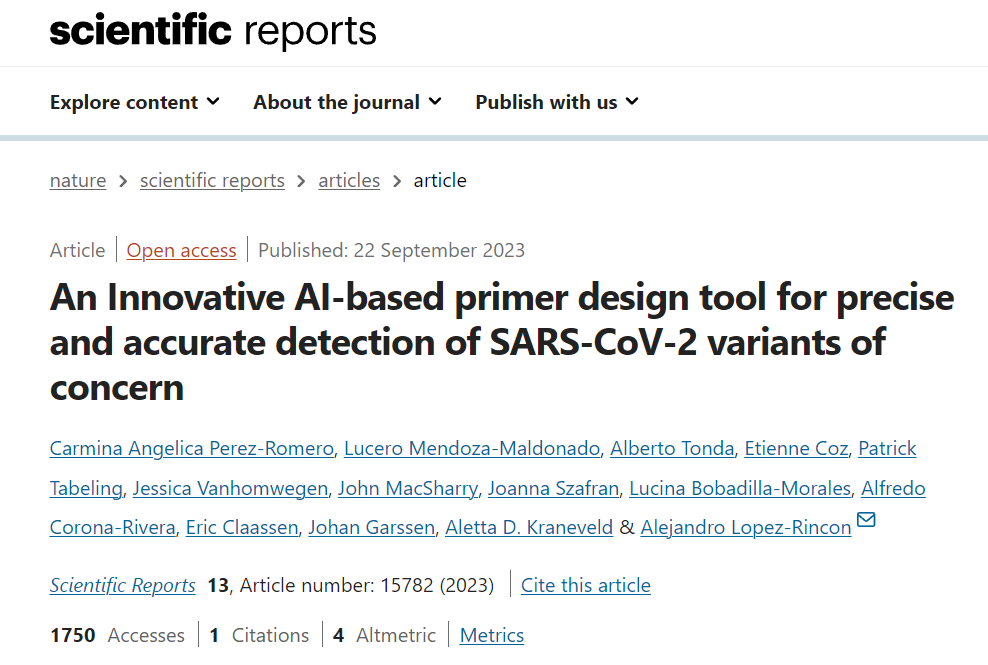 scientific reports
Explore content About the journal Publish with us
nature > scientific reports > articles > article
Article | Open access | Published: 22 September 2023
An Innovative AI-based primer design tool for precise
and accurate detection of SARS-CoV-2 variants of
concern
Carmina Angelica Perez-Romero, Lucero Mendoza-Maldonado, Alberto Tonda, Etienne Coz, Patrick
Tabeling, Jessica Vanhomwegen, John MacSharry, Joanna Szafran, Lucina Bobadilla-Morales, Alfredo
Corona-Rivera, Eric Claassen, Johan Garssen, Aletta D. Kraneveld & Alejandro Lopez-Rincon
Scientific Reports 13, Article number: 15782 (2023) | Cite this article
1750 Accesses | 1 Citations | 4 Altmetric | Metrics